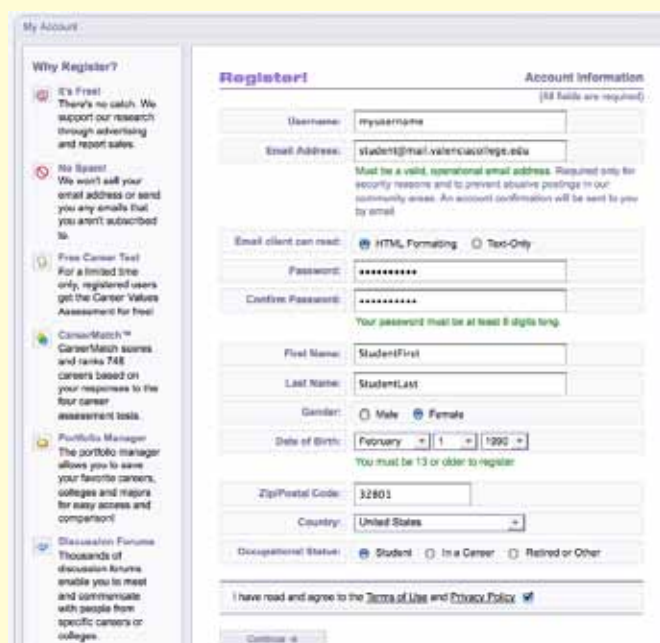 My Account
Why Register?
It's Free!
There's no catch. We
support our research
through advertising
and report sales.
No Spam!
We won't sell your
email address or send
you any emails that
you aren't subscribed
to.
Free Career Test
For a limited time
only, registered users
get the Career Values
Assessment for free!
CareerMatch™
CareerMatch scores
and ranks 748
careers based on
your responses to the
four career
assessment tests.
Portfolio Manager
The portfolio manager
allows you to save
your favorite careers,
colleges and majors
for easy access and
comparison!
Discussion Forums
Thousands of
discussion forums
enable you to meet
and communicate
with people from
specific careers or
colleges.
Register!
Account Information
(All fields are required)
Username: myusername
Email Address: student@mail.valenciacollege.edu
Must be a valid, operational email address. Required only for
security reasons and to prevent abusive postings in our
community areas. An account confirmation will be sent to you
by email.
Email client can read: HTML Formatting Text-Only
Password: ••••••••••
Confirm Password: ••••••••••
Your password must be at least 6 digits long.
First Name: StudentFirst
Last Name: StudentLast
Gender: Male Female
Date of Birth: February 1 1990
You must be 13 or older to register
Zip/Postal Code: 32801
Country: United States
Occupational Status: Student In a Career Retired or Other
I have read and agree to the Terms of Use and Privacy Policy
Continue